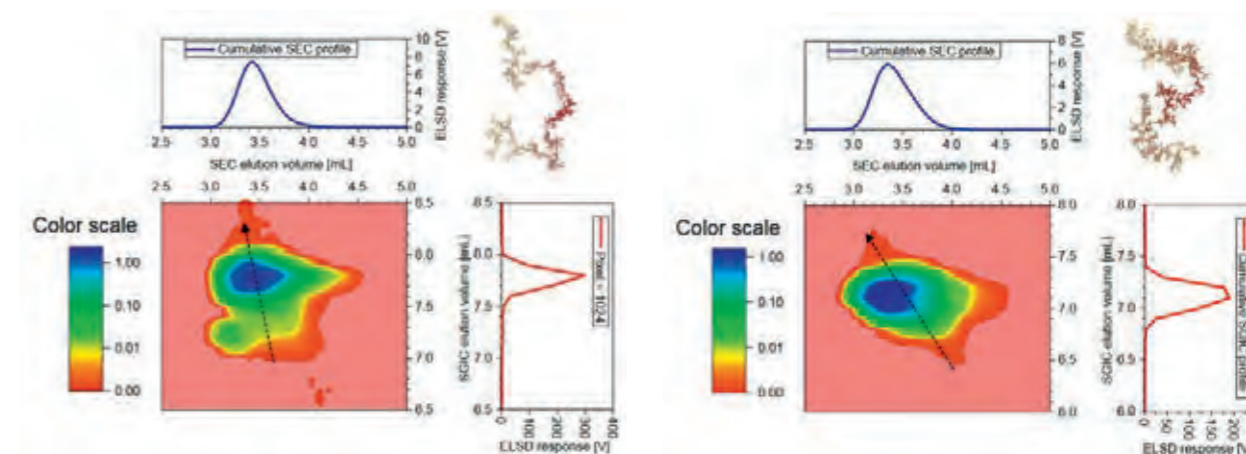 Cumulative SEC profile
10
8
6
4
2
0
ELSD response [V]
2.5 3.0 3.5 4.0 4.5 5.0
SEC elution volume [mL]
2.5 3.0 3.5 4.0 4.5 5.0
Color scale
1.00
0.10
0.01
0.00
8.5
8.0
7.5
7.0
6.5
SGIC elution volume [mL]
8.5
8.0
7.5
7.0
6.5
Pixel = 1024
0 100 200 300 400
ELSD response [V]
Cumulative SEC profile
8
6
4
2
0
ELSD response [V]
2.5 3.0 3.5 4.0 4.5 5.0
SEC elution volume [mL]
2.5 3.0 3.5 4.0 4.5 5.0
Color scale
1.00
0.10
0.01
0.00
8.0
7.5
7.0
6.5
6.0
SGIC elution volume [mL]
8.0
7.5
7.0
6.5
6.0
Cumulative SGIC profile
0 50 100 150 200
ELSD response [V